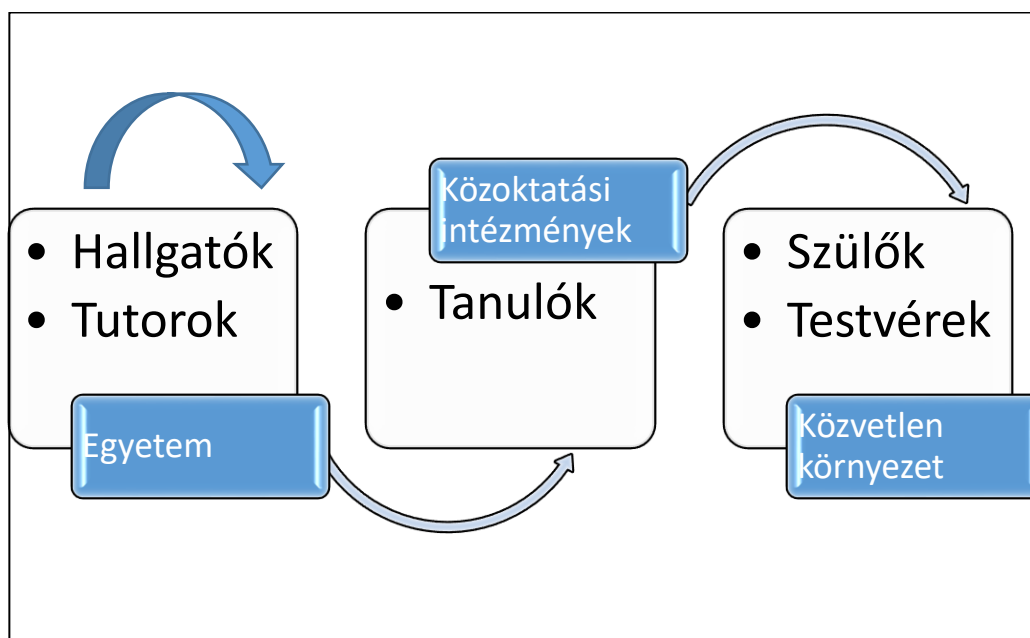 • Hallgatók
• Tutorok
Egyetem
Közoktatási
intézmények
• Tanulók
• Szülők
• Testvérek
Közvetlen
környezet